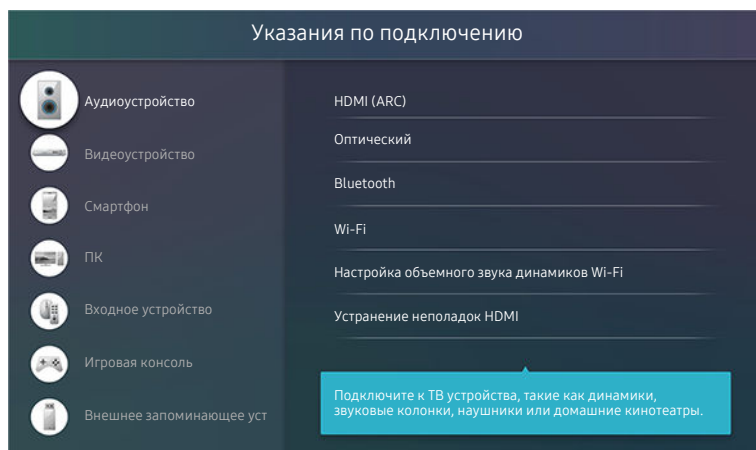 Указания по подключению
Аудиоустройство
Видеоустройство
Смартфон
ПК
Входное устройство
Игровая консоль
Внешнее запоминающее уст
HDMI (ARC)
Оптический
Bluetooth
Wi-Fi
Настройка объемного звука динамиков Wi-Fi
Устранение неполадок HDMI
Подключите к ТВ устройства, такие как динамики,
звуковые колонки, наушники или домашние кинотеатры.